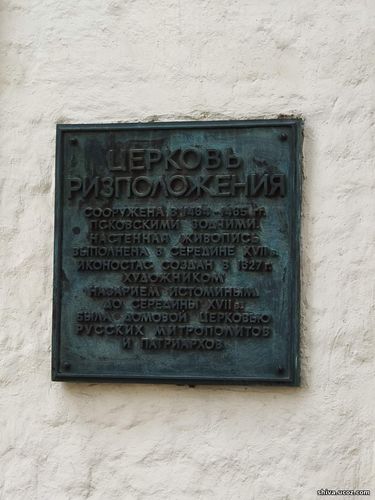 ЦЕРКОВЬ
РИЗПОЛОЖЕНИЯ
СООРУЖЕНА В 1484-1485 ГГ.
ПСКОВСКИМИ ЗОДЧИМИ.
НАСТЕННАЯ ЖИВОПИСЬ
ВЫПОЛНЕНА В СЕРЕДИНЕ XVII В.
ИКОНОСТАС СОЗДАН В 1627 Г.
ХУДОЖНИКОМ
НАЗАРИЕМ ИСТОМИНЫМ.
ДО СЕРЕДИНЫ XVII В.
БЫЛА ДОМОВОЙ ЦЕРКОВЬЮ
РУССКИХ МИТРОПОЛИТОВ
И ПАТРИАРХОВ
shiva.ucoz.com